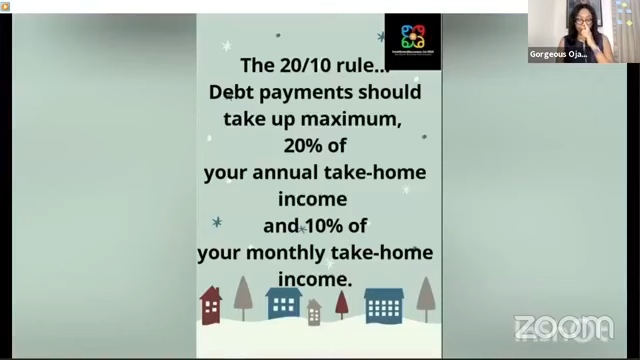 Gorgeous Oja...
The 20/10 rule...
Debt payments should
take up maximum,
20% of
your annual take-home
income
and 10% of
your monthly take-home
income.
zoom